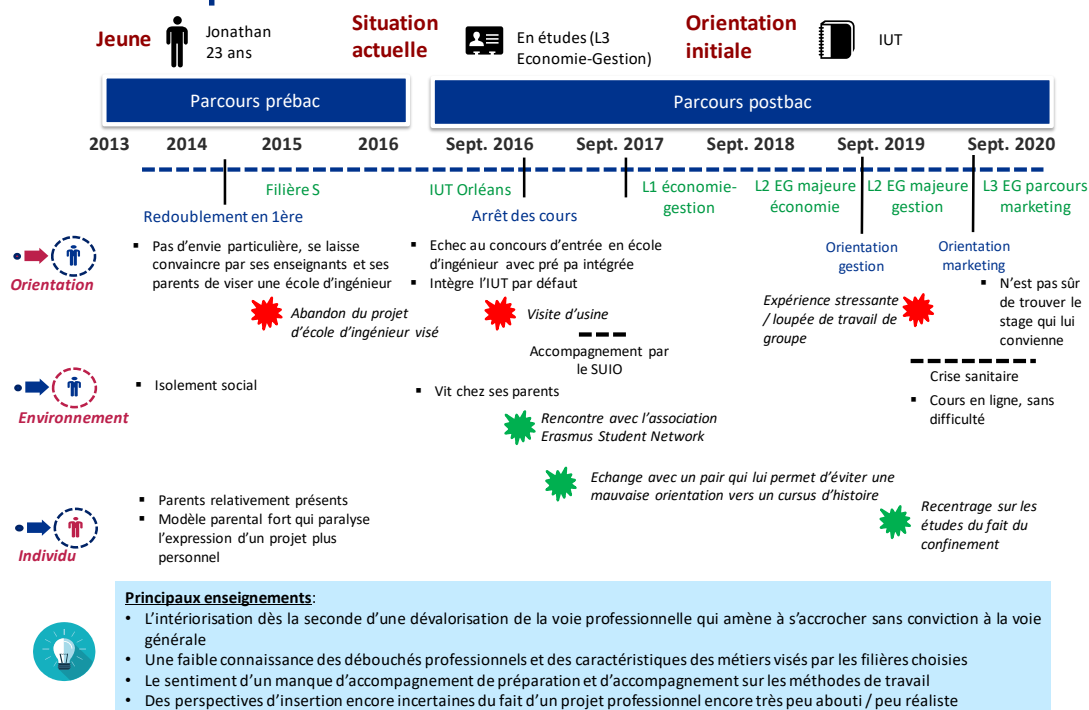 Jeune
Jonathan
23 ans
Situation
actuelle
En études (L3
Economie-Gestion)
Orientation
initiale
IUT
Parcours prébac
Parcours postbac
2013
2014
2015
2016
Sept. 2016
Sept. 2017
Sept. 2018
Sept. 2019
Sept. 2020
Filière S
IUT Orléans
L1 économie-
gestion
L2 EG majeure
économie
L2 EG majeure
gestion
L3 EG parcours
marketing
Redoublement en 1ère
Arrêt des cours
Orientation
gestion
Orientation
marketing
Orientation
▪ Pas d'envie particulière, se laisse
convaincre par ses enseignants et ses
parents de viser une école d'ingénieur
Abandon du projet
d'école d'ingénieur visé
▪ Echec au concours d'entrée en école
d'ingénieur avec pré pa intégrée
▪ Intègre l'IUT par défaut
Visite d'usine
Accompagnement par
le SUIO
Expérience stressante
/ loupée de travail de
groupe
▪ N'est pas sûr
de trouver le
stage qui lui
convienne
Environnement
▪ Isolement social
▪ Vit chez ses parents
Rencontre avec l'association
Erasmus Student Network
Crise sanitaire
▪ Cours en ligne, sans
difficulté
Echange avec un pair qui lui permet d'éviter une
mauvaise orientation vers un cursus d'histoire
Individu
▪ Parents relativement présents
▪ Modèle parental fort qui paralyse
l'expression d'un projet plus
personnel
Recentrage sur les
études du fait du
confinement
Principaux enseignements:
• L'intériorisation dès la seconde d'une dévalorisation de la voie professionnelle qui amène à s'accrocher sans conviction à la voie
générale
• Une faible connaissance des débouchés professionnels et des caractéristiques des métiers visés par les filières choisies
• Le sentiment d'un manque d'accompagnement de préparation et d'accompagnement sur les méthodes de travail
• Des perspectives d'insertion encore incertaines du fait d'un projet professionnel encore très peu abouti / peu réaliste